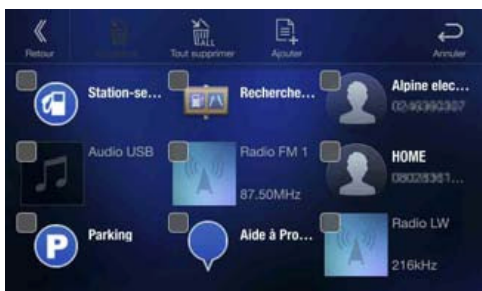 Retour
ALL
Tout supprimer
Ajouter
Annuler
Station-se...
Recherche...
Alpine elec...
Audio USB
Radio FM 1
87.50MHz
HOME
Parking
P
Aide à Pro...
Radio LW
216kHz